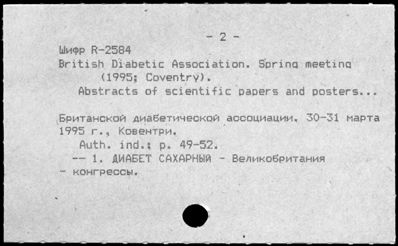 - 2 -
Шифр R-2584
British Diabetic Association. Spring meeting
(1995; Coventry).
Abstracts of scientific papers and posters...
Британской диабетической ассоциации, 30-31 марта
1995 г., Ковентри.
Auth. ind.: p. 49-52.
-- 1. ДИАБЕТ САХАРНЫЙ - Великобритания
- конгрессы.